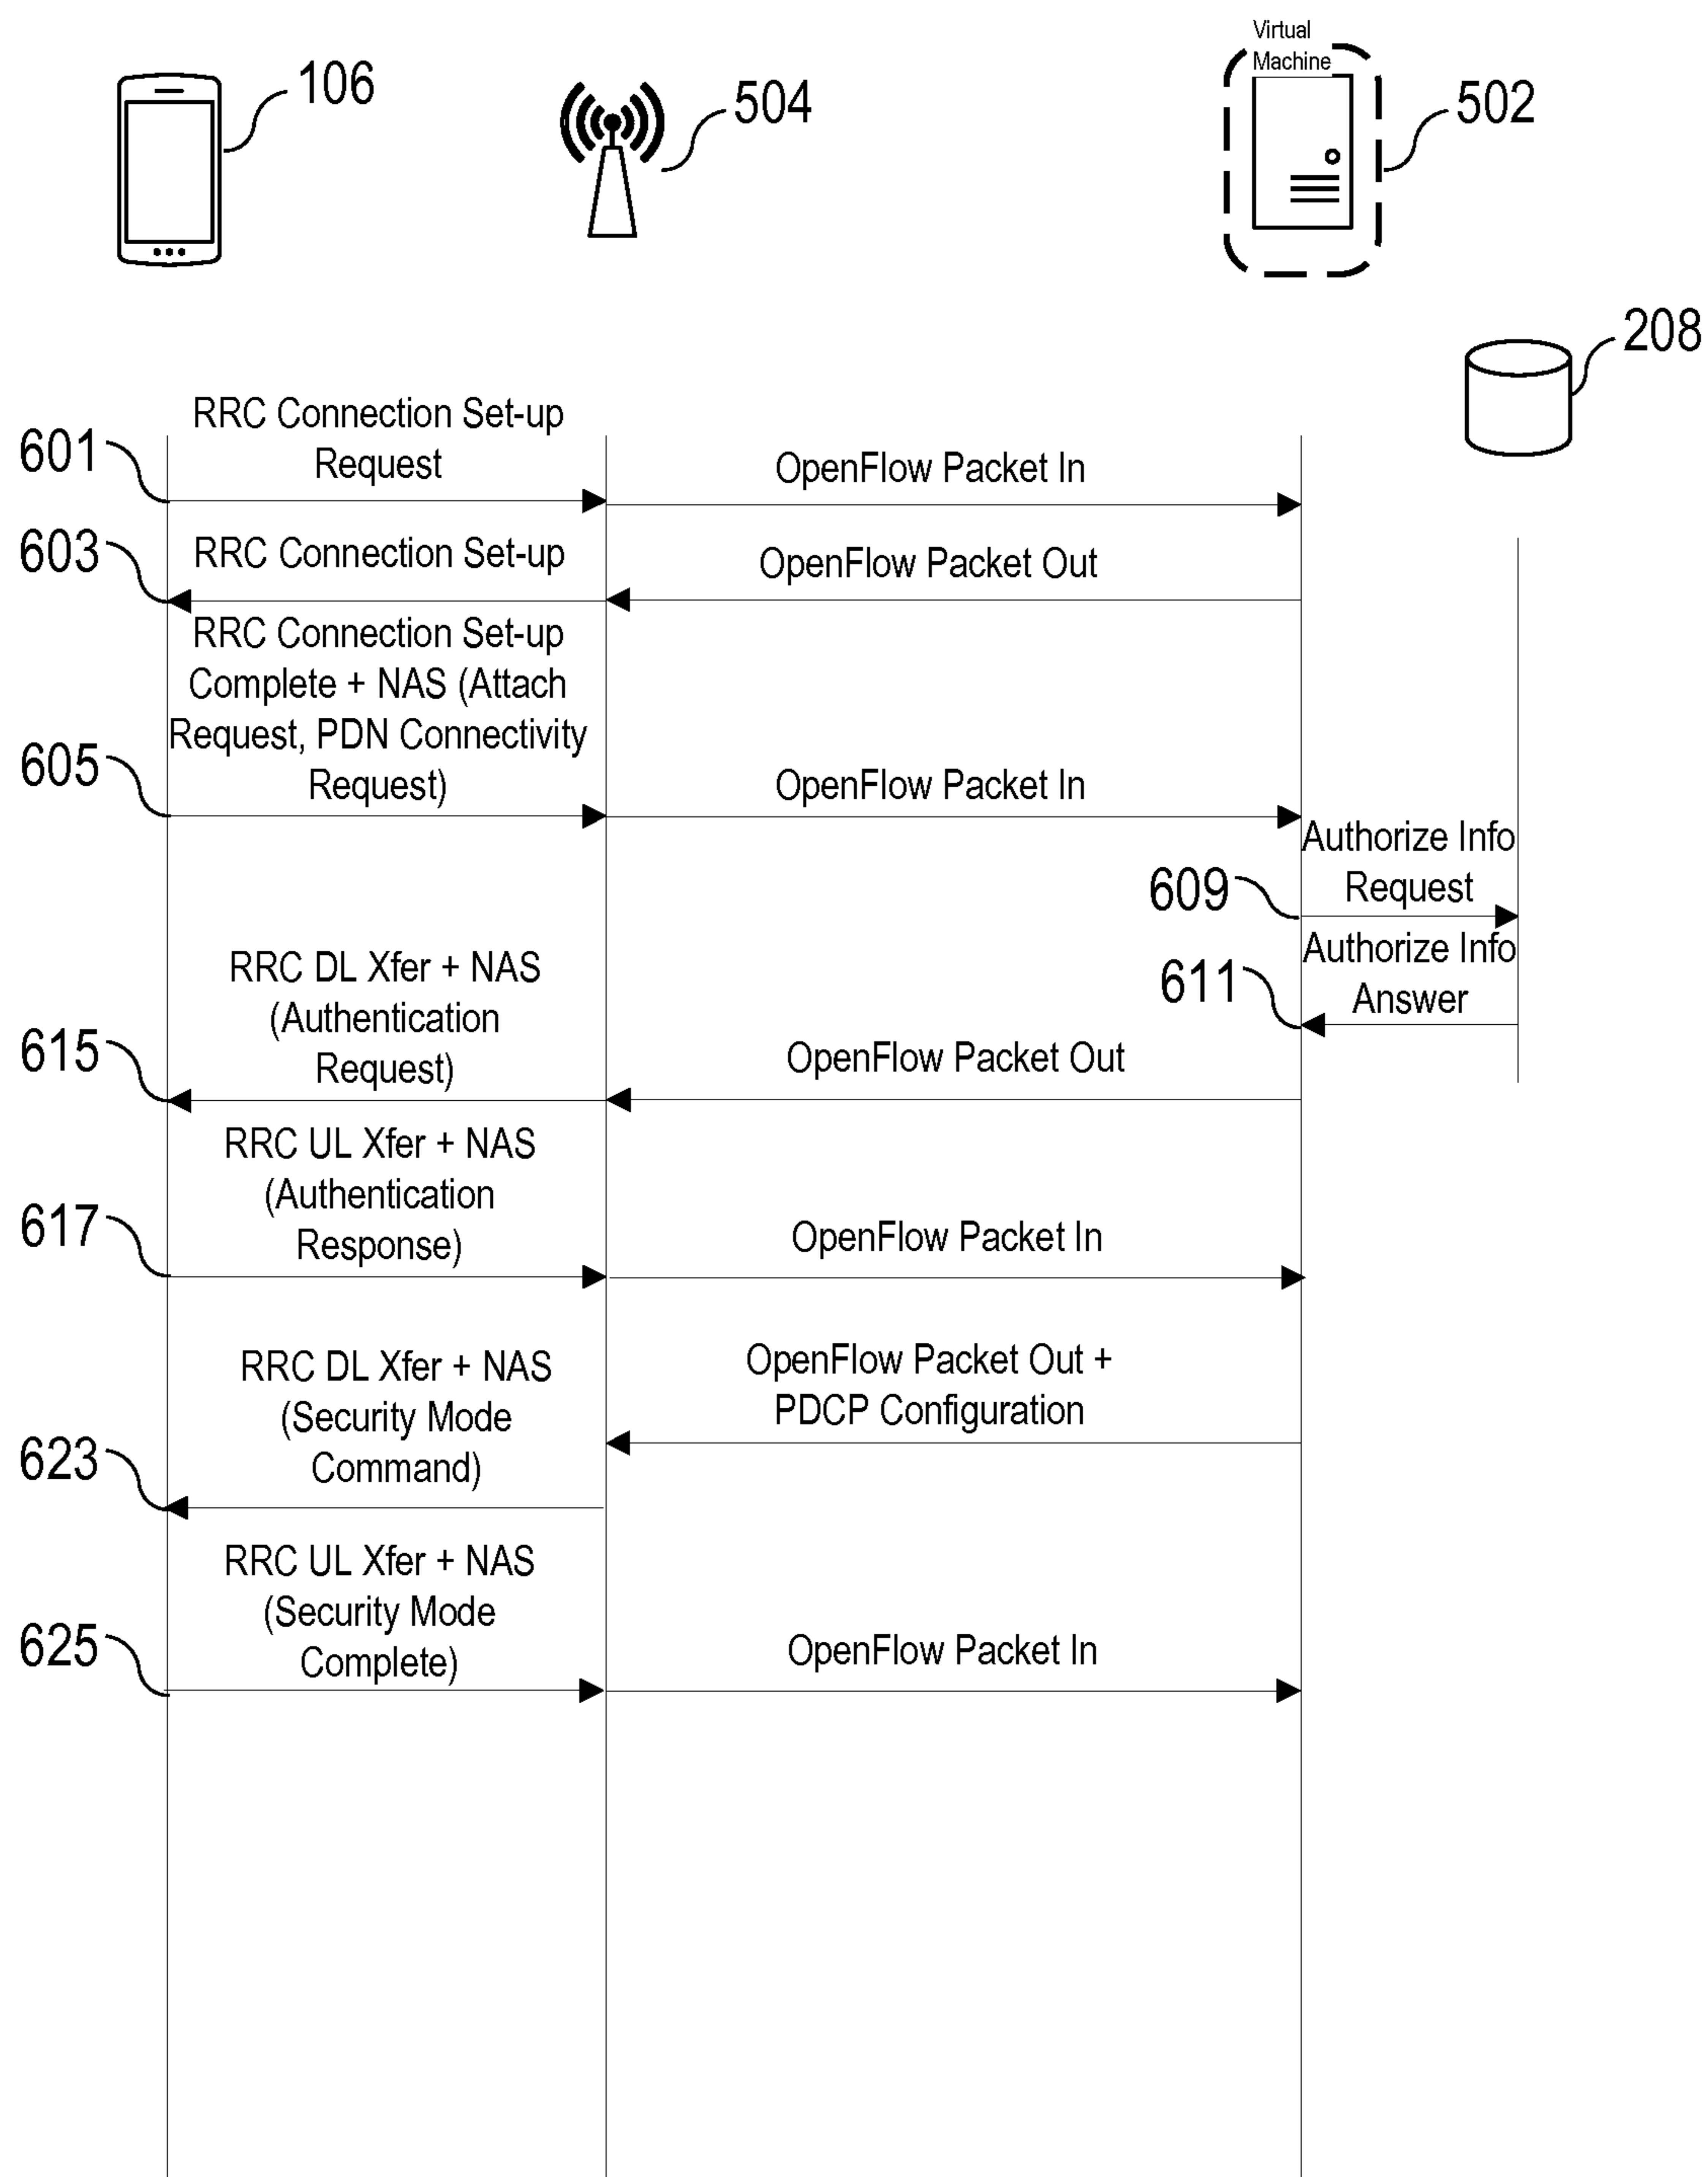 Virtual
Machine
106
504
502
208
RRC Connection Set-up
Request
601
OpenFlow Packet In
603
RRC Connection Set-up
OpenFlow Packet Out
RRC Connection Set-up
Complete + NAS (Attach
Request, PDN Connectivity
Request)
605
OpenFlow Packet In
Authorize Info
Request
609
Authorize Info
Answer
611
RRC DL Xfer + NAS
(Authentication
Request)
615
OpenFlow Packet Out
RRC UL Xfer + NAS
(Authentication
Response)
617
OpenFlow Packet In
RRC DL Xfer + NAS
(Security Mode
Command)
623
OpenFlow Packet Out +
PDCP Configuration
RRC UL Xfer + NAS
(Security Mode
Complete)
625
OpenFlow Packet In